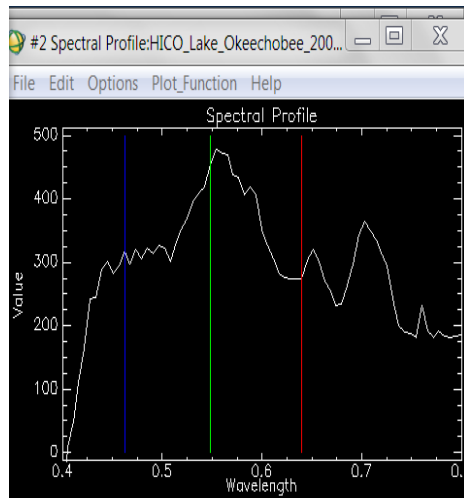 #2 Spectral Profile:HICO_Lake_Okeechobee_200...
File Edit Options Plot_Function Help
Spectral Profile
500
400
300
200
100
0
Value
0.4 0.5 0.6 0.7 0.
Wavelength